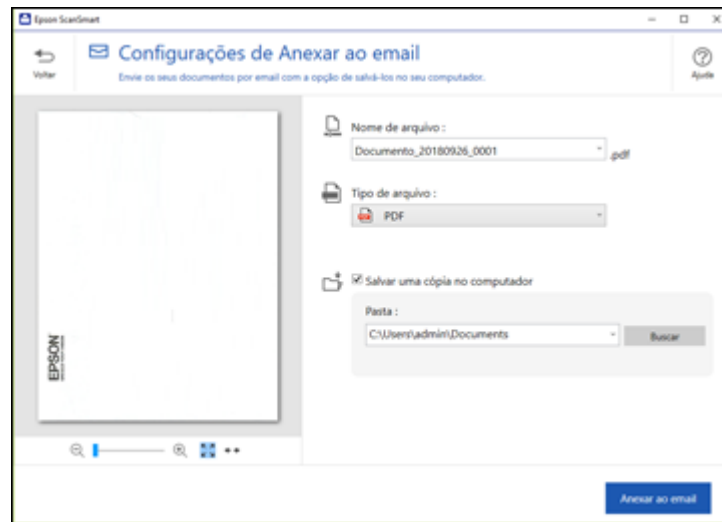 Epson ScanSmart
Voltar
Configurações de Anexar ao email
Envie os seus documentos por email com a opção de salvá-los no seu computador.
Ajuda
Nome de arquivo :
Documento_20180926_0001
.pdf
Tipo de arquivo :
PDF
Salvar uma cópia no computador
Pasta :
C:\Users\admin\Documents
Buscar
EPSON
Anexar ao email